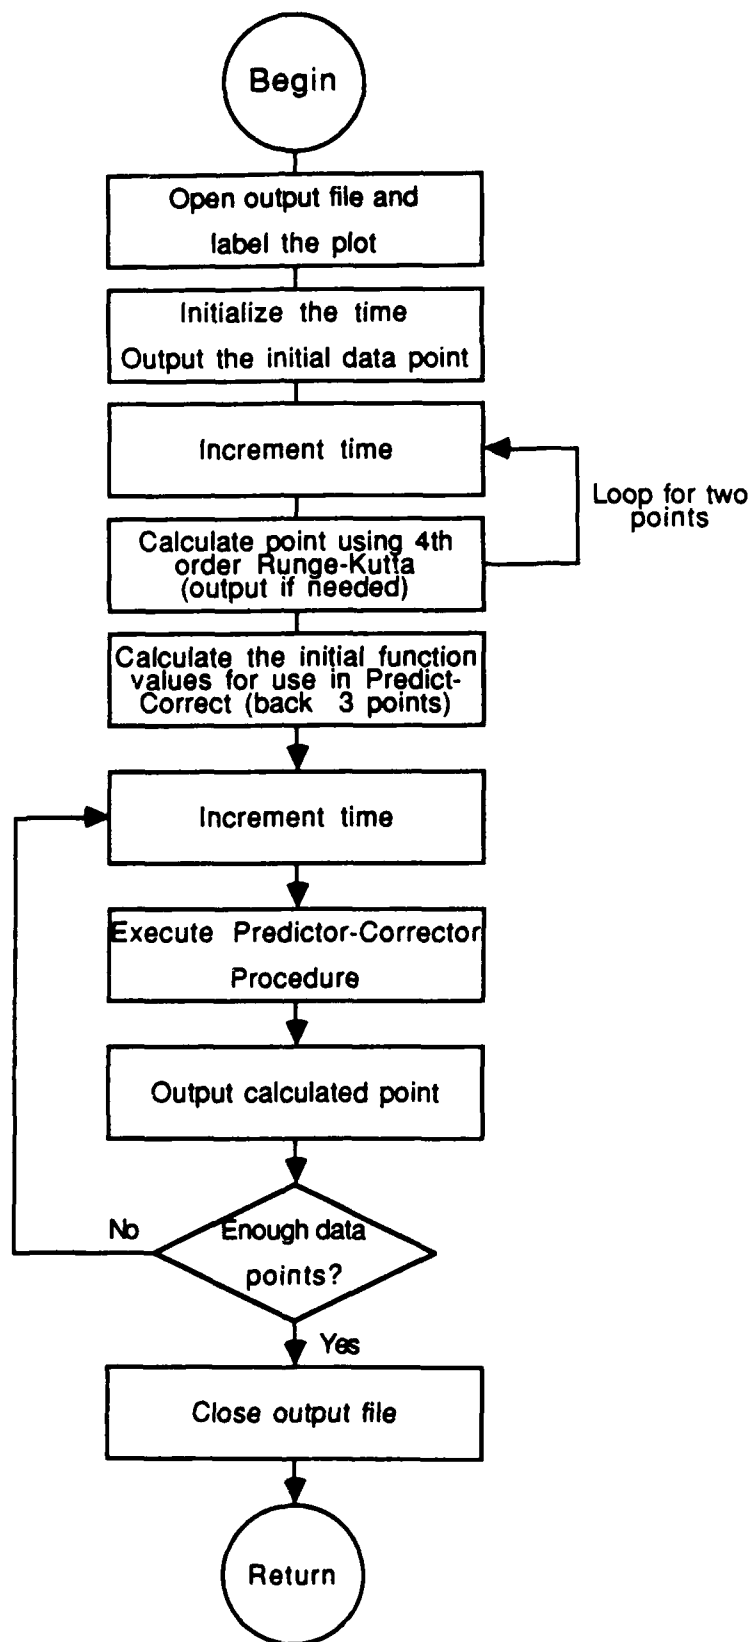 Begin
Open output file and
label the plot
Initialize the time
Output the initial data point
Increment time
Loop for two
points
Calculate point using 4th
order Runge-Kutta
(output if needed)
Calculate the initial function
values for use in Predict-
Correct (back 3 points)
Increment time
Execute Predictor-Corrector
Procedure
Output calculated point
No
Enough data
points?
Yes
Close output file
Return